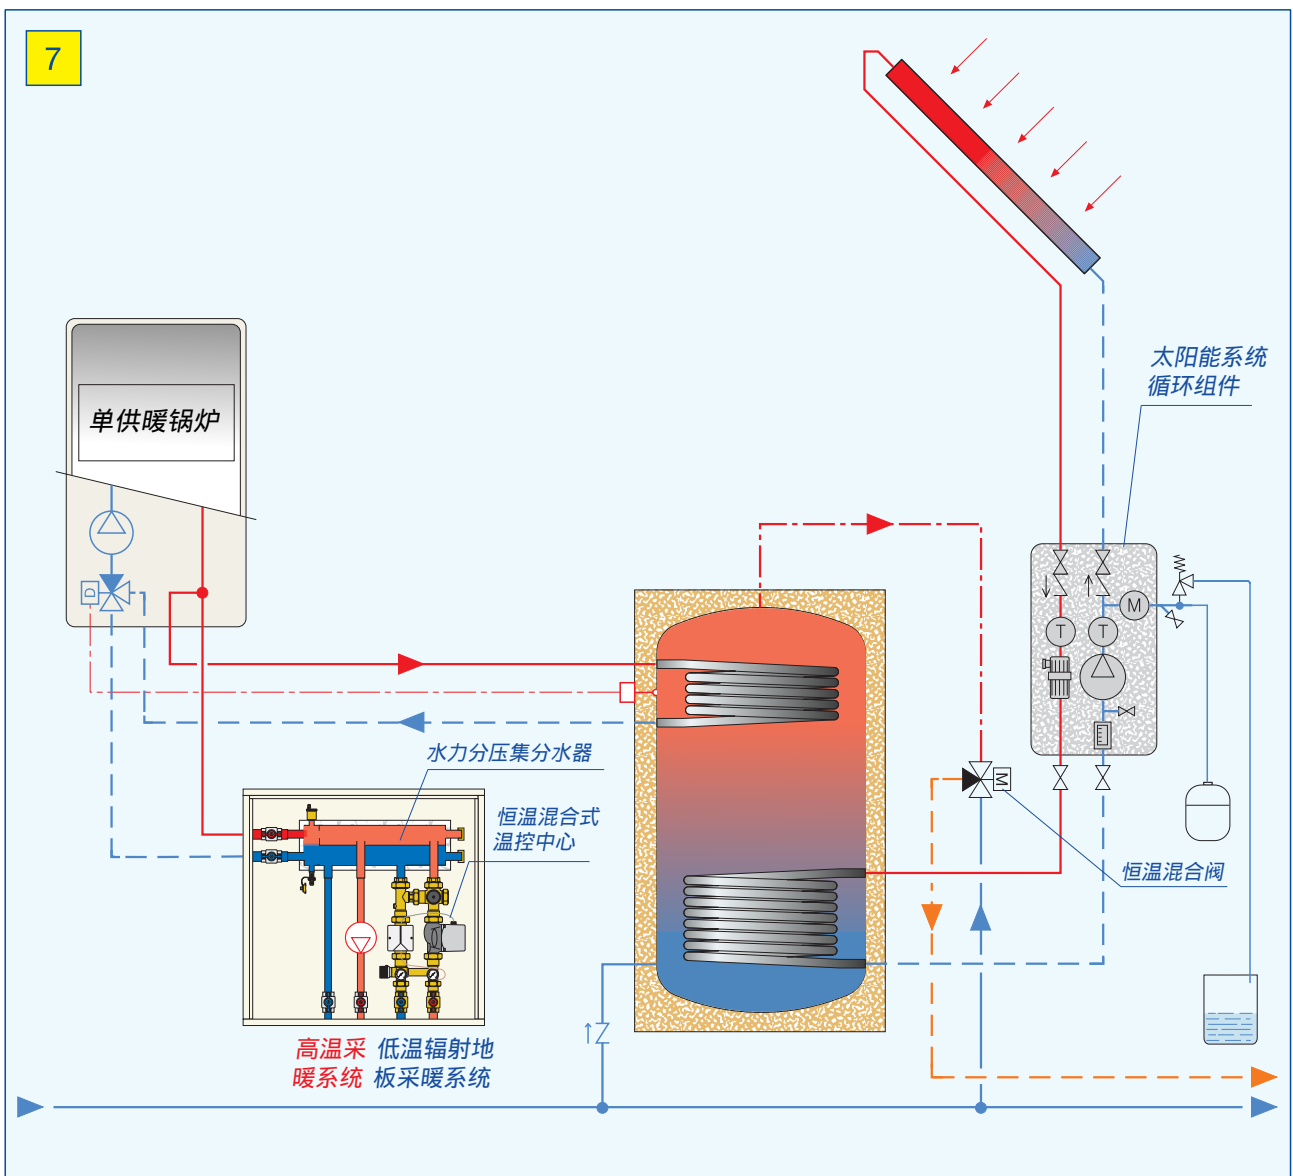 7
太阳能系统
循环组件
单供暖锅炉
D
M
T
T
水力分压集分水器
M
恒温混合式
温控中心
恒温混合阀
高温采
暖系统
低温辐射地
板采暖系统